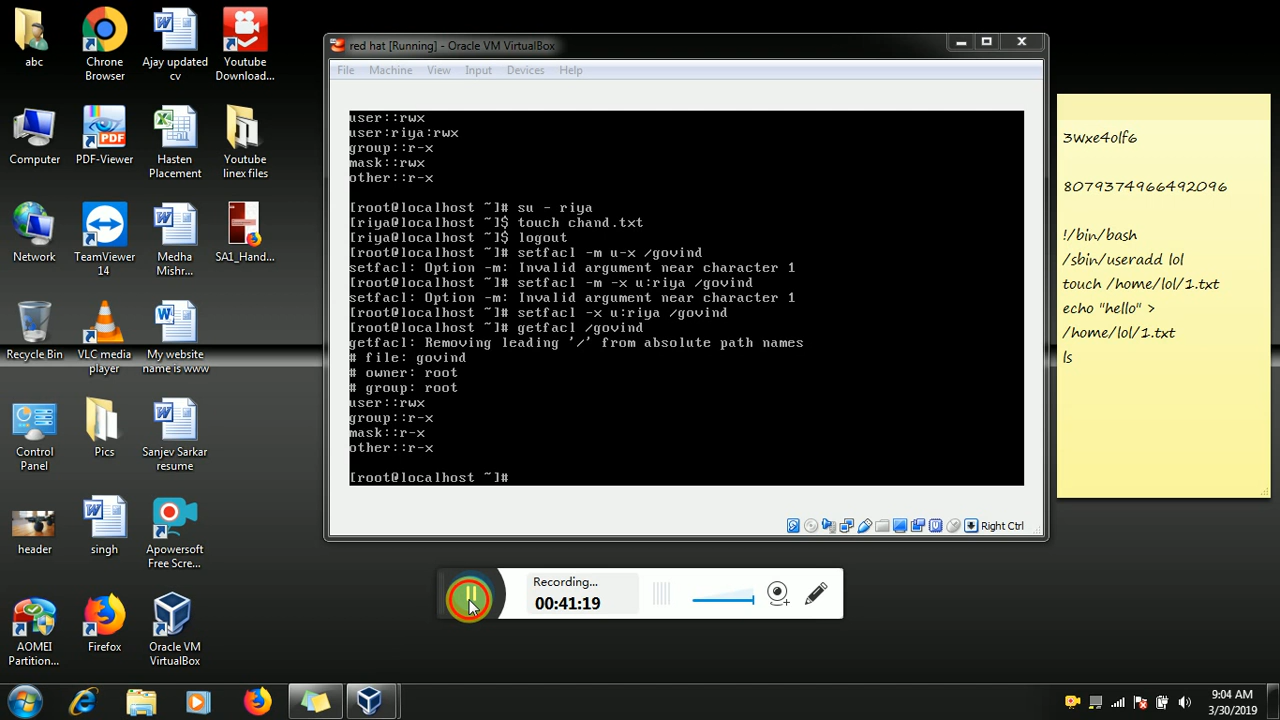 abc
Chrone
Browser
Ajay updated
cv
Youtube
Download...
Computer
PDF-Viewer
PDF
Hasten
Placement
Youtube
linex files
Network
TeamViewer
14
Medha
Mishr...
SA1_Hand...
Recycle Bin
VLC media
player
My website
name is www
Control
Panel
Pics
Sanjev Sarkar
resume
header
singh
Apowersoft
Free Scre...
AOMEI
Partition...
Firefox
Oracle VM
VirtualBox
red hat [Running] - Oracle VM VirtualBox
File Machine View Input Devices Help
user::rwx
user:riya:rwx
group::r-x
mask::rwx
other::r-x
[root@localhost ~]# su - riya
[riya@localhost ~]$ touch chand.txt
[riya@localhost ~]$ logout
[root@localhost ~]# setfacl -m u-x /govind
setfacl: Option -m: Invalid argument near character 1
[root@localhost ~]# setfacl -m -x u:riya /govind
setfacl: Option -m: Invalid argument near character 1
[root@localhost ~]# setfacl -x u:riya /govind
[root@localhost ~]# getfacl /govind
getfacl: Removing leading '/' from absolute path names
# file: govind
# owner: root
# group: root
user::rwx
group::r-x
mask::r-x
other::r-x
[root@localhost ~]#
Right Ctrl
Recording...
00:41:19
3Wxe4olf6
8079374966492096
!/bin/bash
/sbin/useradd lol
touch /home/lol/1.txt
echo "hello" >
/home/lol/1.txt
ls
9:04 AM
3/30/2019